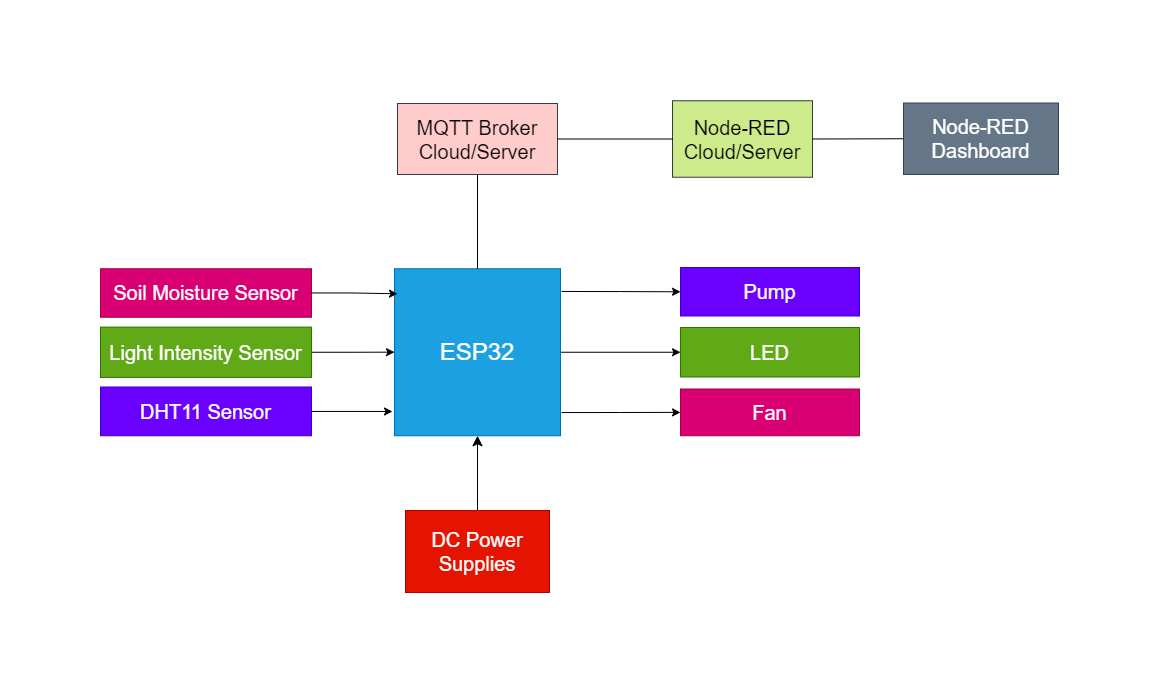 MQTT Broker
Cloud/Server
Node-RED
Cloud/Server
Node-RED
Dashboard
Soil Moisture Sensor
Light Intensity Sensor
DHT11 Sensor
ESP32
Pump
LED
Fan
DC Power
Supplies